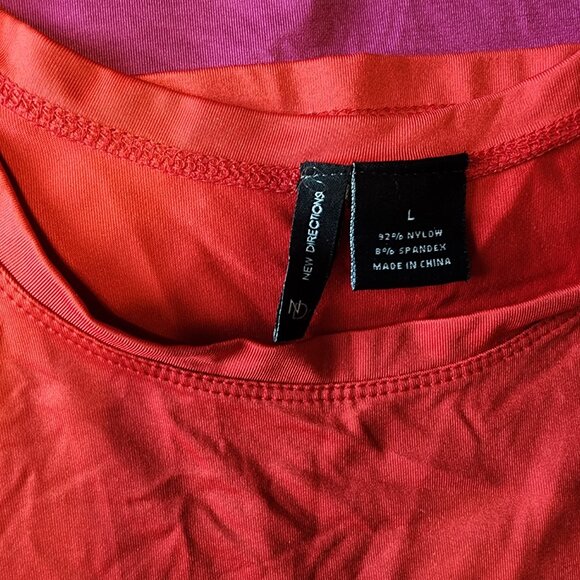 NEW DIRECTIONS
ND
L
92% NYLOW
8% SPANDEX
MADE IN CHINA